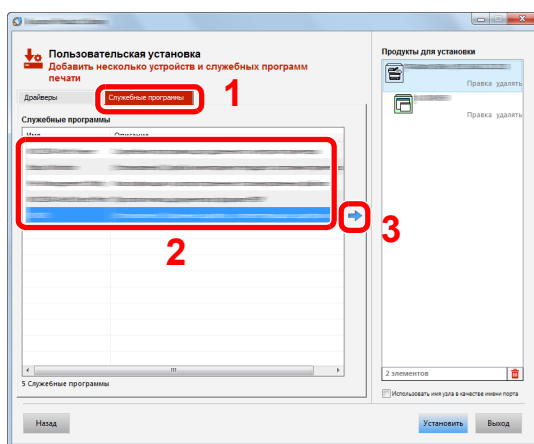 Пользовательская установка
Добавить несколько устройств и служебных программ
печати
Драйверы
Служебные программы
1
Служебные программы
Имя
Описание
2
3
5 Служебные программы
Продукты для установки
Правка удалять
Правка удалять
2 элементов
Использовать имя узла в качестве имени порта
Назад
Установить
Выход